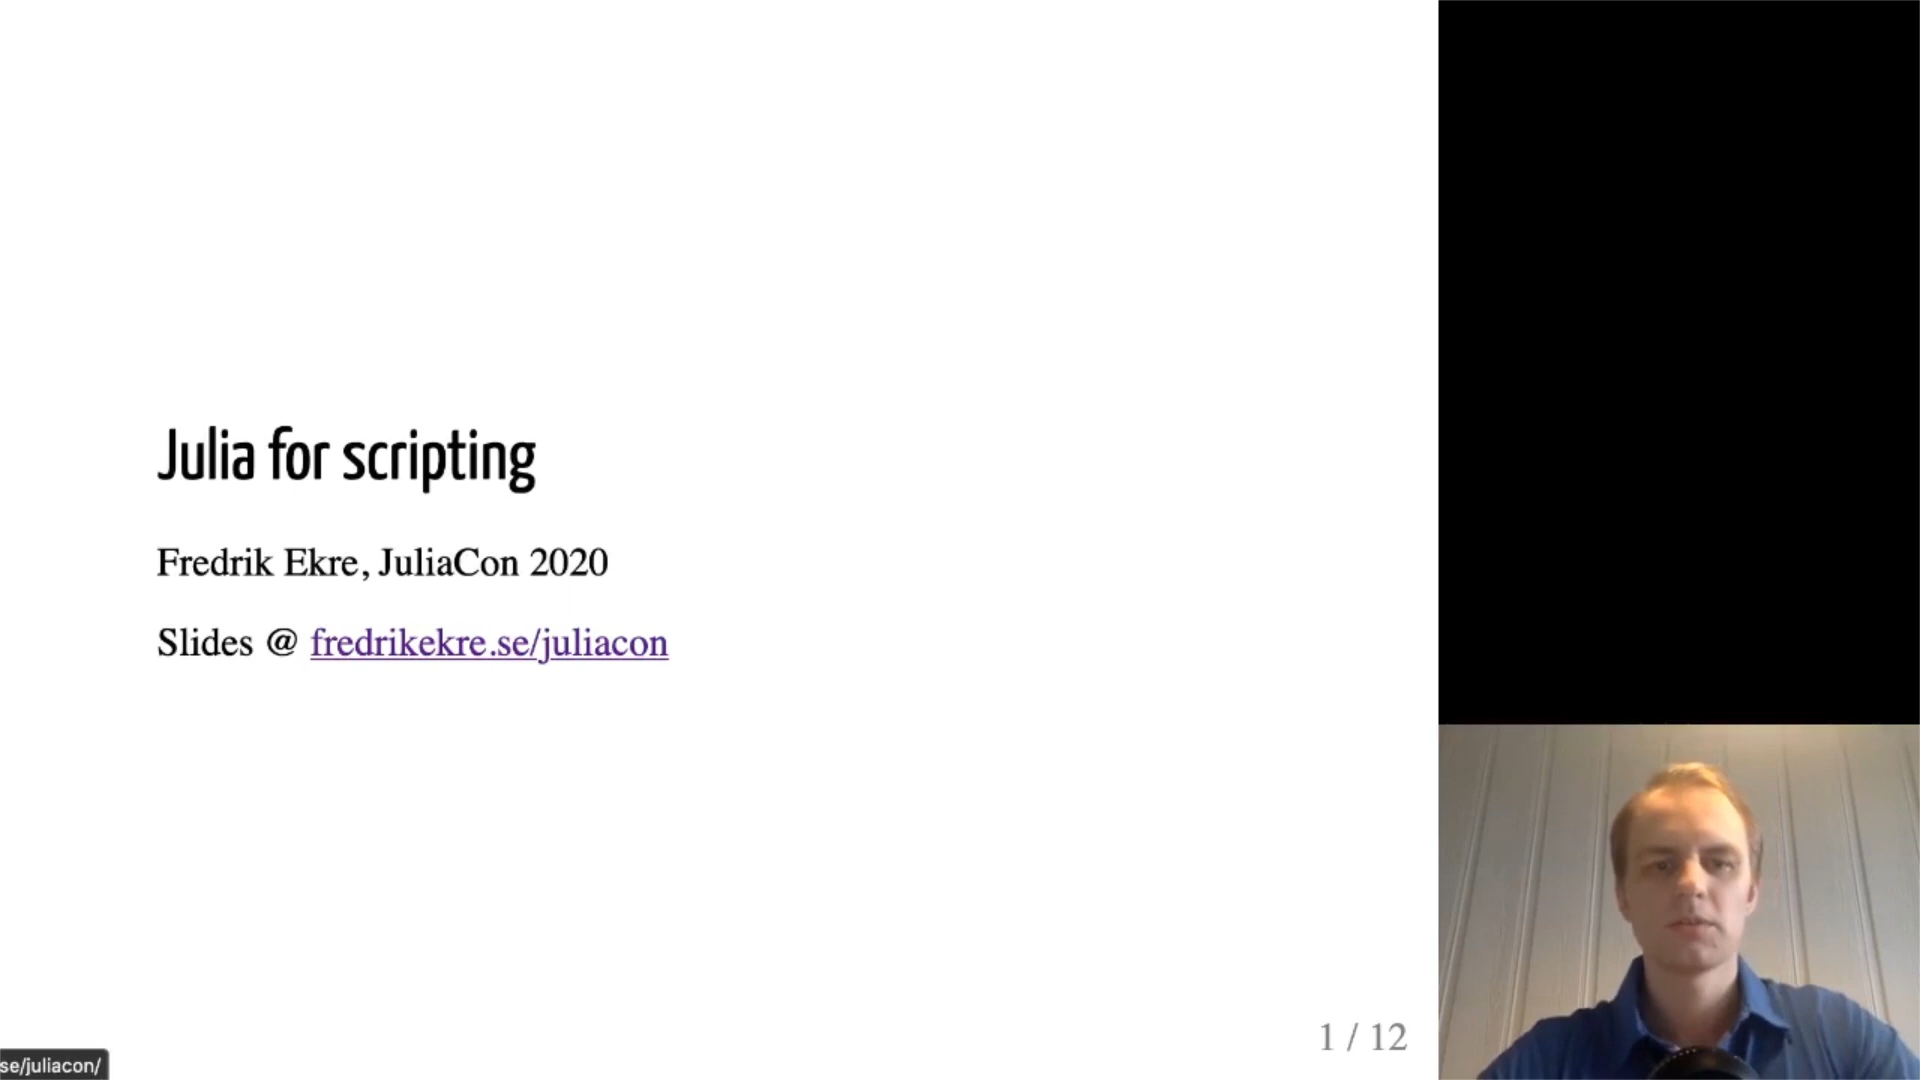 Julia for scripting
Fredrik Ekre, JuliaCon 2020
Slides @ fredrikekre.se/juliacon
1 / 12
se/juliacon/